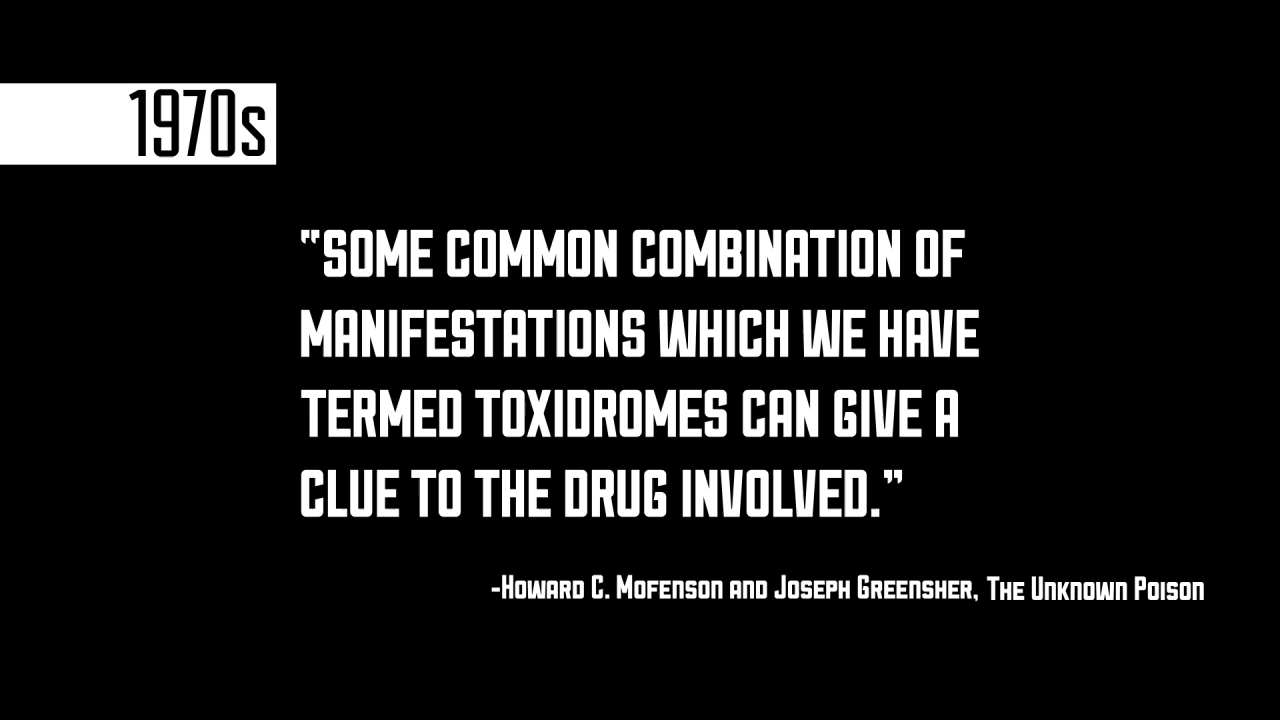 1970s
"SOME COMMON COMBINATION OF
MANIFESTATIONS WHICH WE HAVE
TERMED TOXIDROMES CAN GIVE A
CLUE TO THE DRUG INVOLVED."
-Howard C. Mofenson and Joseph Greensher, The Unknown Poison